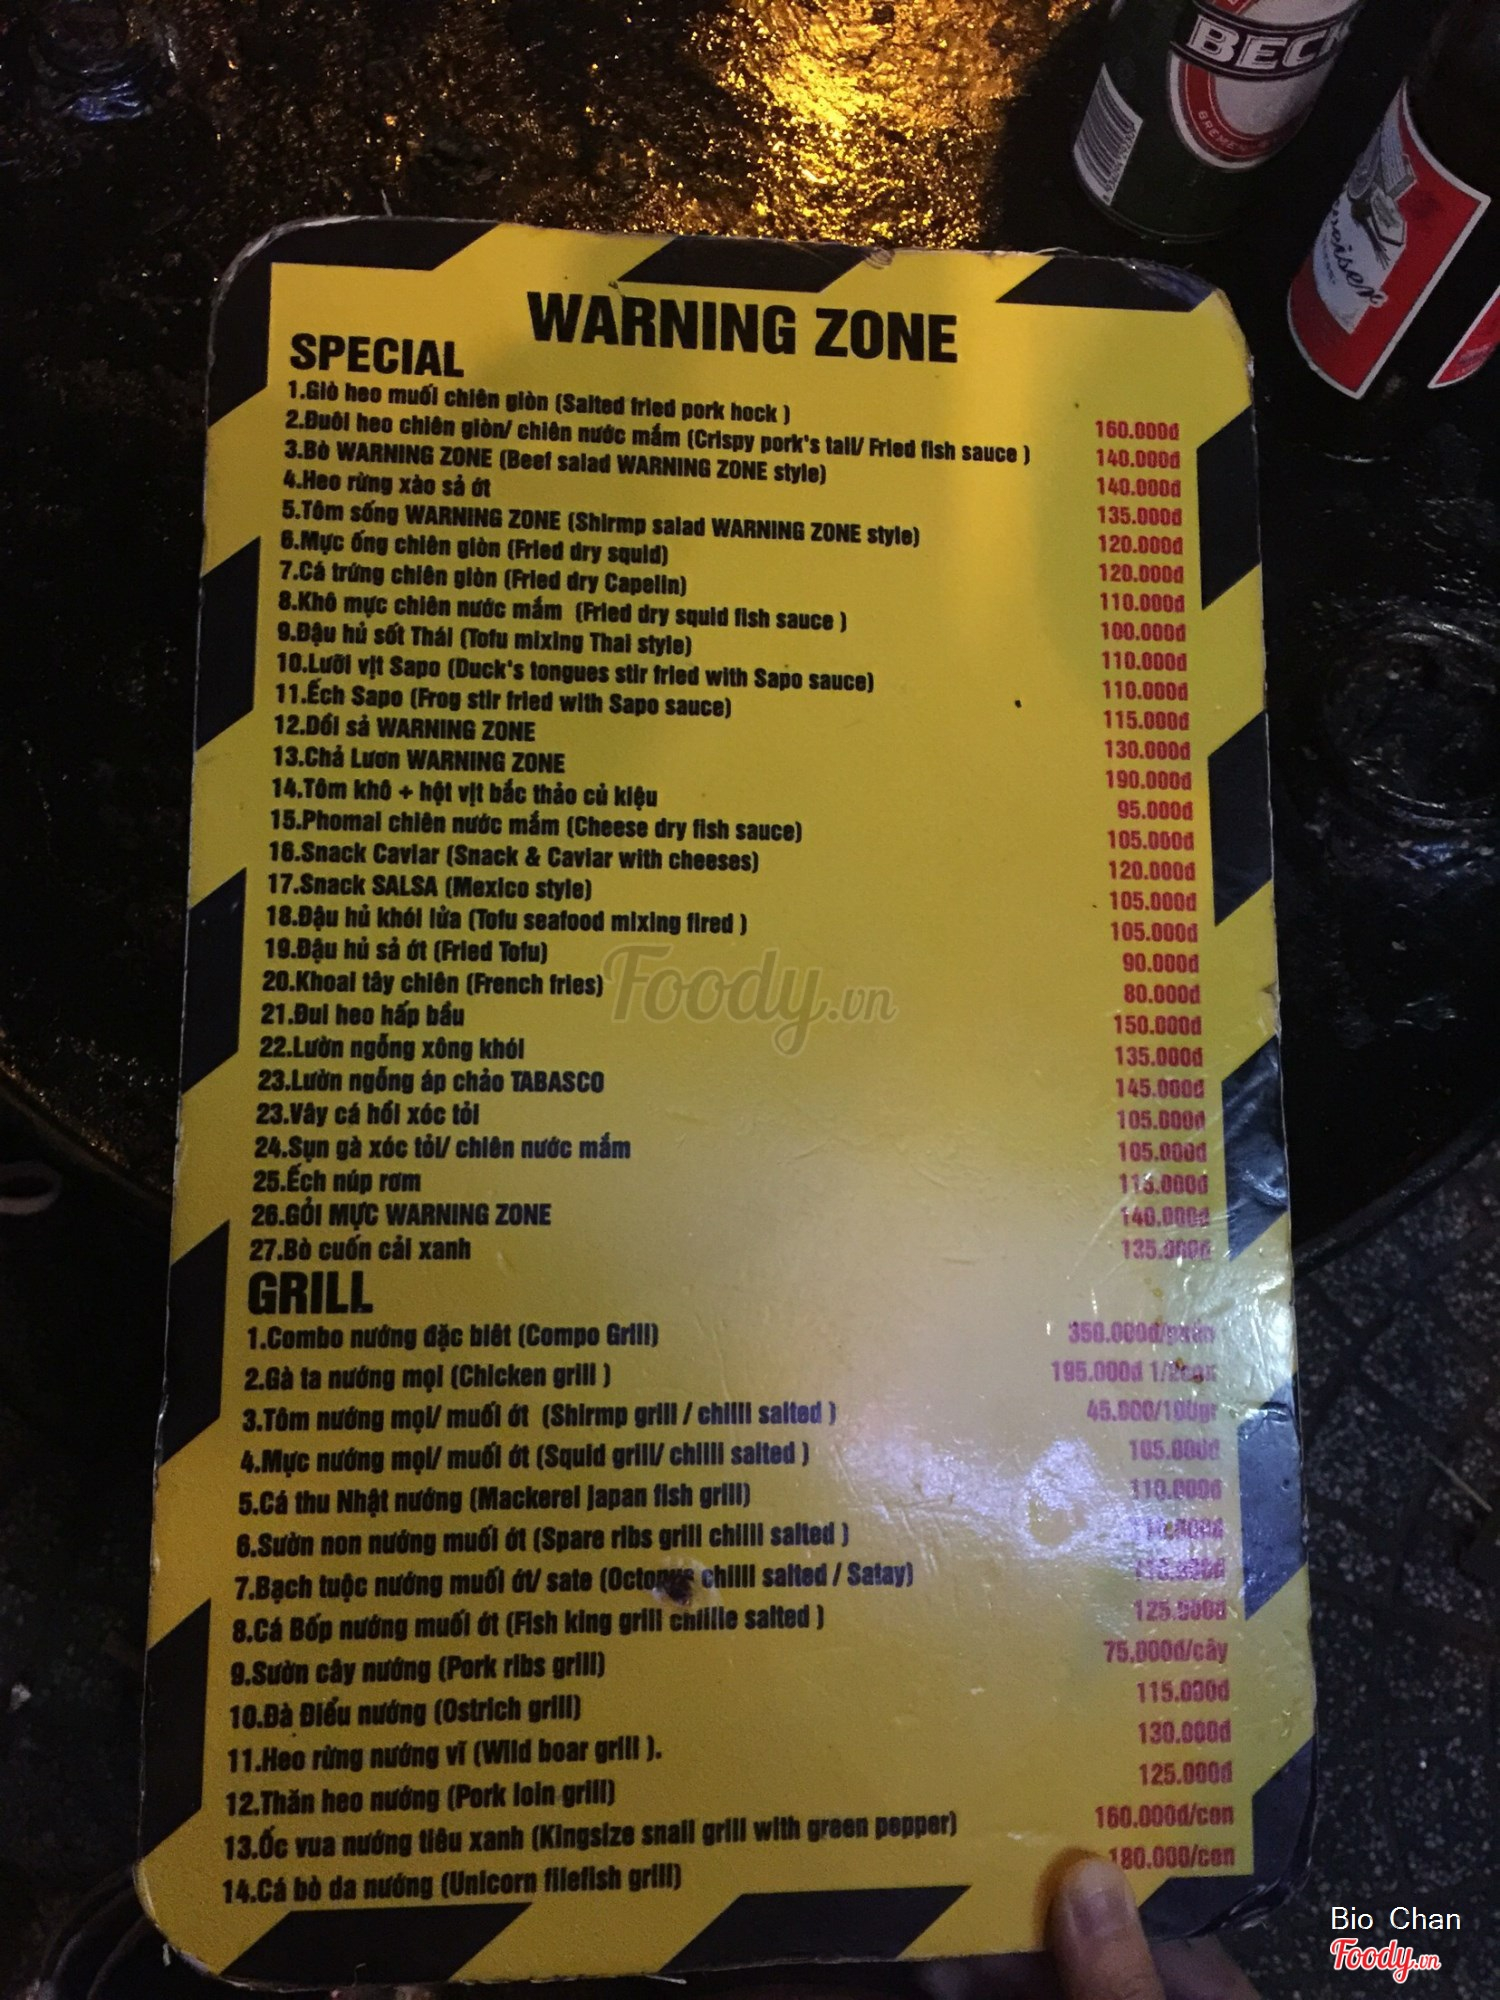 BECK
BREME
WARNING ZONE
SPECIAL
1.Giò heo muối chiên giòn (Salted fried pork hock ) 160.000đ
2.Đuôi heo chiên giòn/ chiên nước mắm (Crispy pork's tail/ Fried fish sauce ) 140.000đ
3.Bò WARNING ZONE (Beef salad WARNING ZONE style) 140.000đ
4.Heo rừng xào sả ớt 135.000đ
5.Tôm sống WARNING ZONE (Shirmp salad WARNING ZONE style) 120.000đ
6.Mực ống chiên giòn (Fried dry squid) 120.000đ
7.Cá trứng chiên giòn (Fried dry Capelin) 110.000đ
8.Khô mực chiên nước mắm (Fried dry squid fish sauce ) 100.000đ
9.Đậu hủ sốt Thái (Tofu mixing Thai style) 110.000đ
10.Lưỡi vịt Sapo (Duck's tongues stir fried with Sapo sauce) 110.000đ
11.Ếch Sapo (Frog stir fried with Sapo sauce) 115.000đ
12.Dồi sả WARNING ZONE 130.000đ
13.Chả Lươn WARNING ZONE 190.000đ
14.Tôm khô + hột vịt bắc thảo củ kiệu 95.000đ
15.Phomai chiên nước mắm (Cheese dry fish sauce) 105.000đ
16.Snack Caviar (Snack & Caviar with cheeses) 120.000đ
17.Snack SALSA (Mexico style) 105.000đ
18.Đậu hủ khói lửa (Tofu seafood mixing fired ) 105.000đ
19.Đậu hủ sả ớt (Fried Tofu) 90.000đ
20.Khoai tây chiên (French fries) 80.000đ
21.Đui heo hấp bầu 150.000đ
22.Lườn ngỗng xông khói 135.000đ
23.Lườn ngỗng áp chảo TABASCO 145.000đ
23.Vây cá hồi xóc tỏi 105.000đ
24.Sụn gà xóc tỏi/ chiên nước mắm 105.000đ
25.Ếch núp rơm 115.000đ
26.GỎI MỰC WARNING ZONE 140.000đ
27.Bò cuốn cải xanh 135.000đ
GRILL
1.Combo nướng đặc biêt (Compo Grill) 350.000đ/phần
2.Gà ta nướng mọi (Chicken grill ) 195.000đ 1/2con
3.Tôm nướng mọi/ muối ớt (Shirmp grill / chilli salted ) 45.000/100gr
4.Mực nướng mọi/ muối ớt (Squid grill/ chilli salted ) 105.000đ
5.Cá thu Nhật nướng (Mackerel japan fish grill) 110.000đ
6.Sườn non nướng muối ớt (Spare ribs grill chilli salted )
7.Bạch tuộc nướng muối ớt/ sate (Octopus chilli salted / Satay)
8.Cá Bốp nướng muối ớt (Fish king grill chillie salted ) 125.000đ
9.Sườn cây nướng (Pork ribs grill) 75.000đ/cây
10.Đà Điểu nướng (Ostrich grill) 115.000đ
11.Heo rừng nướng vĩ (Wild boar grill ). 130.000đ
12.Thăn heo nướng (Pork loin grill) 125.000đ
13.Ốc vua nướng tiêu xanh (Kingsize snail grill with green pepper) 160.000đ/con
14.Cá bò da nướng (Unicorn filefish grill) 180.000/con
Foody.vn
Bio Chan
Foody.vn